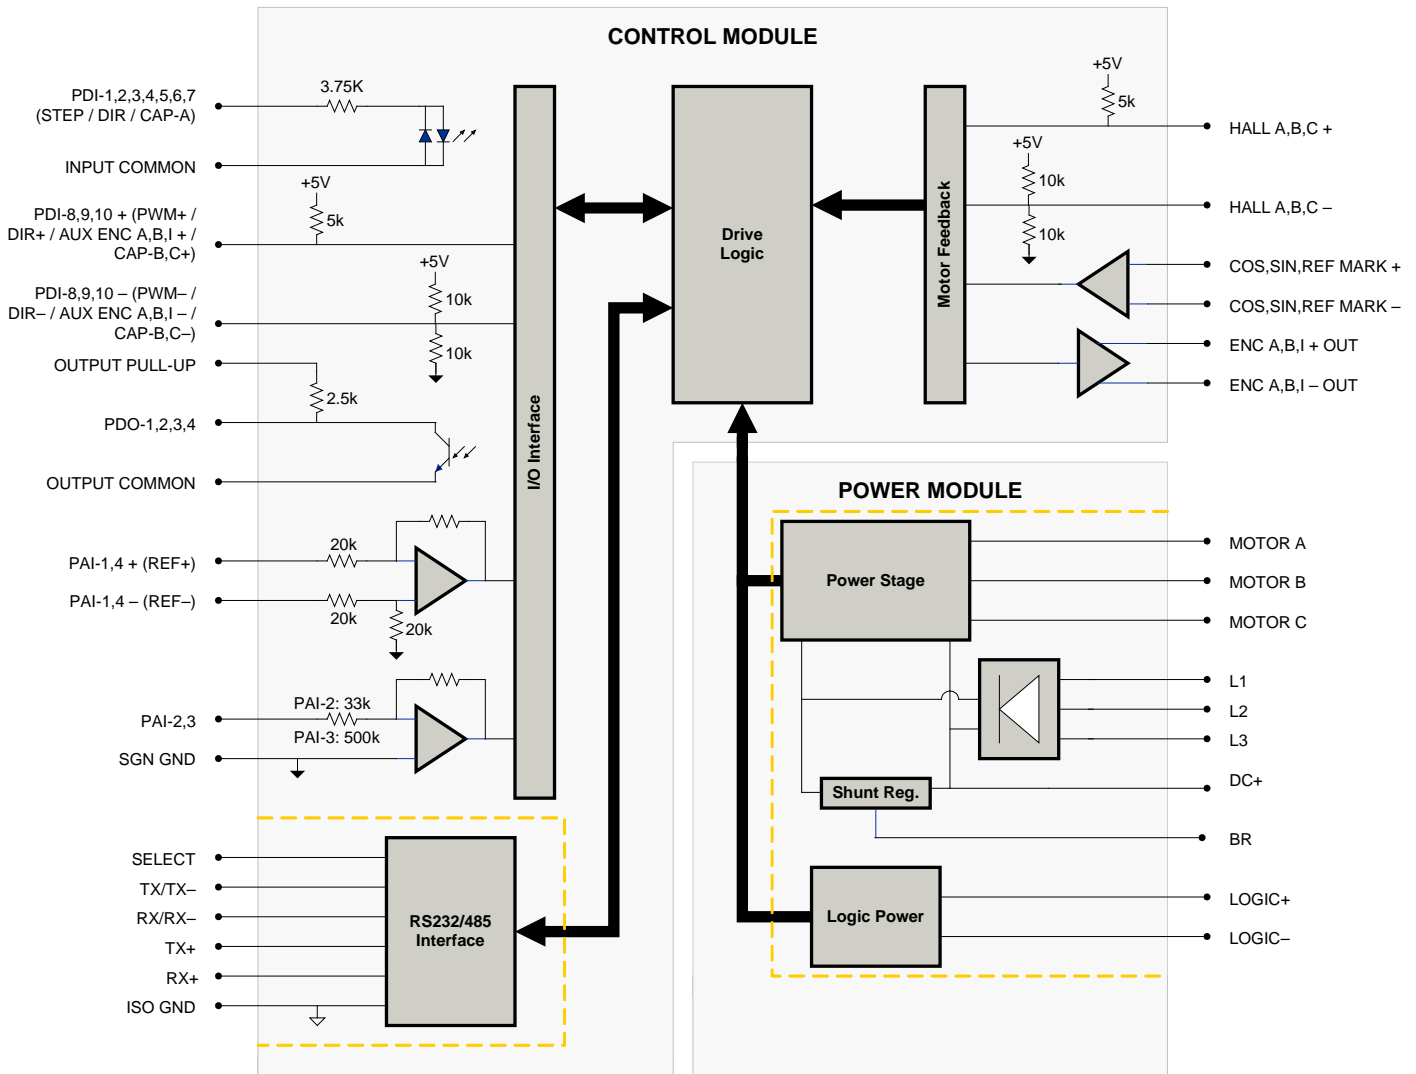 CONTROL MODULE
PDI-1,2,3,4,5,6,7
(STEP / DIR / CAP-A)
3.75K
INPUT COMMON
+5V
5k
PDI-8,9,10 + (PWM+ /
DIR+ / AUX ENC A,B,I + /
CAP-B,C+)
+5V
10k
10k
PDI-8,9,10 – (PWM– /
DIR– / AUX ENC A,B,I – /
CAP-B,C–)
OUTPUT PULL-UP
2.5k
PDO-1,2,3,4
OUTPUT COMMON
20k
PAI-1,4 + (REF+)
PAI-1,4 – (REF–)
20k
20k
PAI-2: 33k
PAI-2,3
PAI-3: 500k
SGN GND
I/O Interface
SELECT
TX/TX–
RX/RX–
TX+
RX+
ISO GND
RS232/485
Interface
Drive
Logic
Motor Feedback
+5V
5k
HALL A,B,C +
+5V
10k
10k
HALL A,B,C –
COS,SIN,REF MARK +
COS,SIN,REF MARK –
ENC A,B,I + OUT
ENC A,B,I – OUT
POWER MODULE
Power Stage
MOTOR A
MOTOR B
MOTOR C
L1
L2
L3
Shunt Reg.
DC+
BR
Logic Power
LOGIC+
LOGIC–